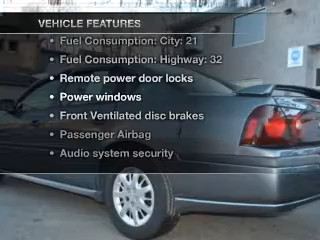 VEHICLE FEATURES
• Fuel Consumption: City: 21
• Fuel Consumption: Highway: 32
• Remote power door locks
• Power windows
• Front Ventilated disc brakes
• Passenger Airbag
• Audio system security